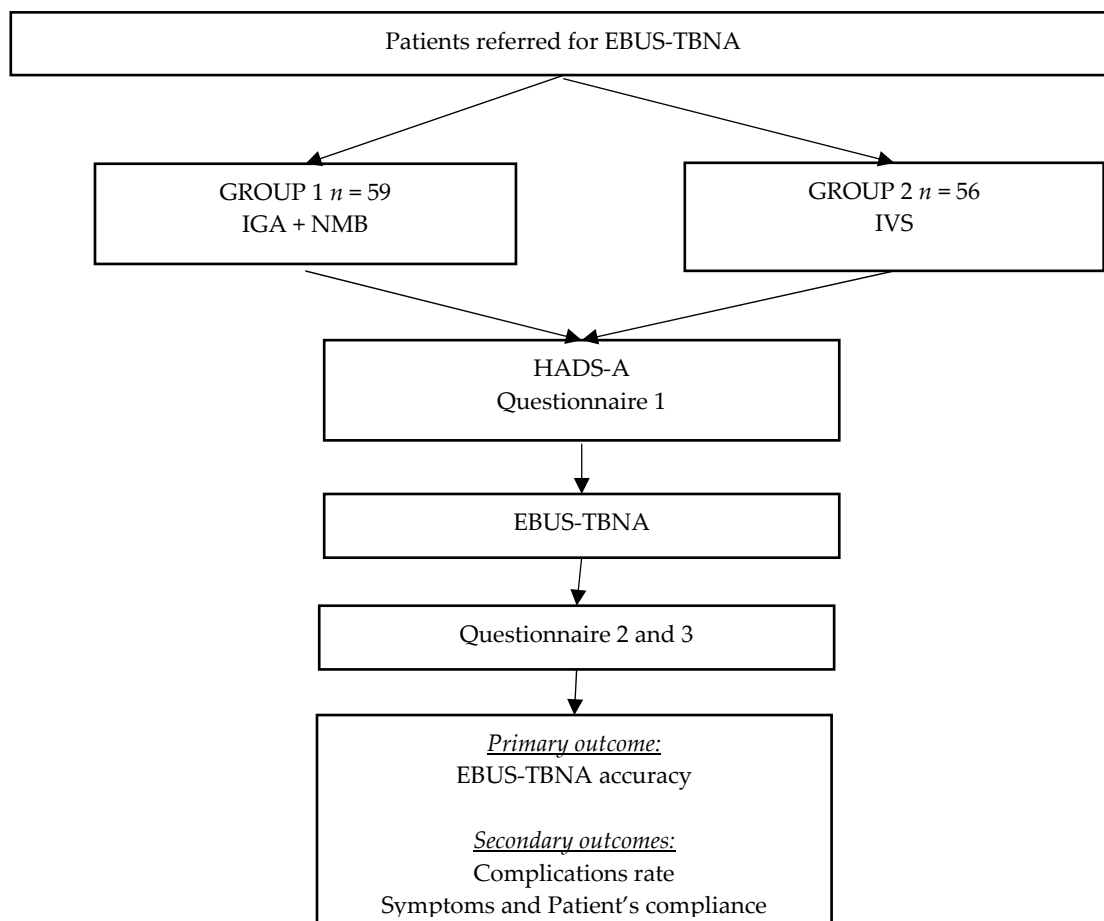 Patients referred for EBUS-TBNA
GROUP 1 n = 59
IGA + NMB
GROUP 2 n = 56
IVS
HADS-A
Questionnaire 1
EBUS-TBNA
Questionnaire 2 and 3
Primary outcome:
EBUS-TBNA accuracy
Secondary outcomes:
Complications rate
Symptoms and Patient’s compliance